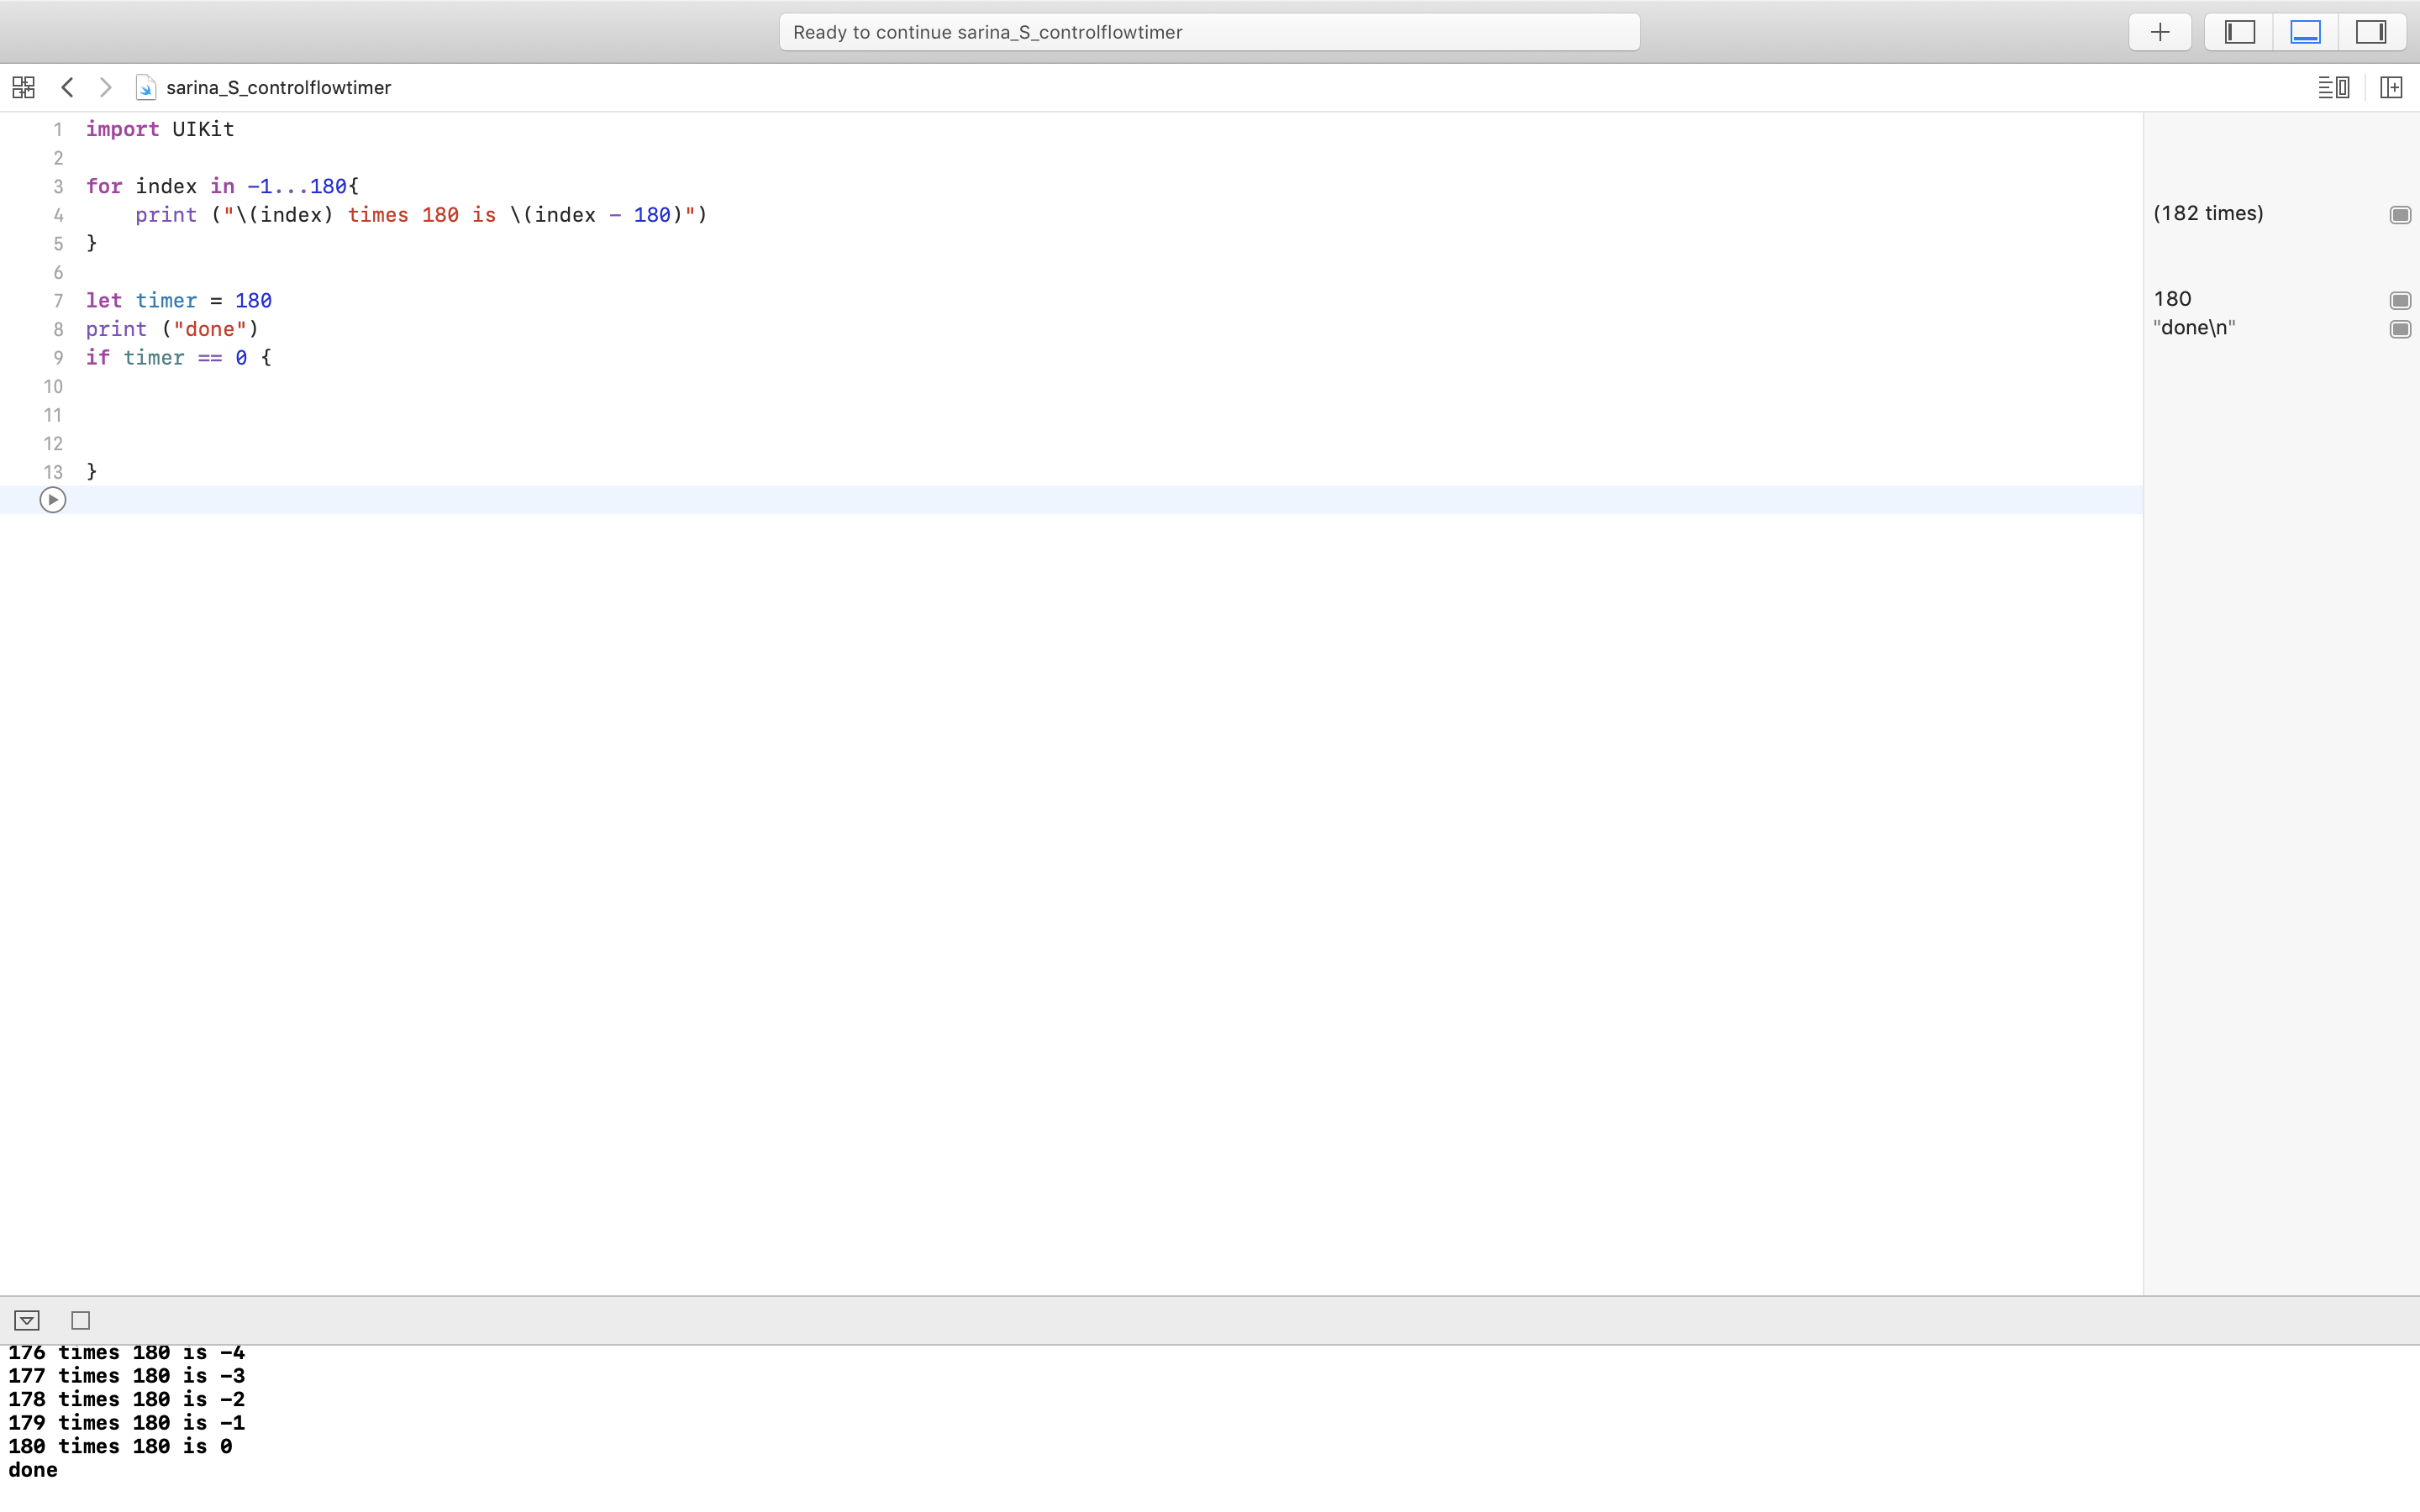 Ready to continue sarina_S_controlflowtimer
sarina_S_controlflowtimer
1 import UIKit
2
3 for index in -1...180{
4     print ("\(index) times 180 is \(index - 180)")
(182 times)
5 }
6
7 let timer = 180
180
8 print ("done")
"done\n"
9 if timer == 0 {
10
11
12
13 }
176 times 180 is -4
177 times 180 is -3
178 times 180 is -2
179 times 180 is -1
180 times 180 is 0
done